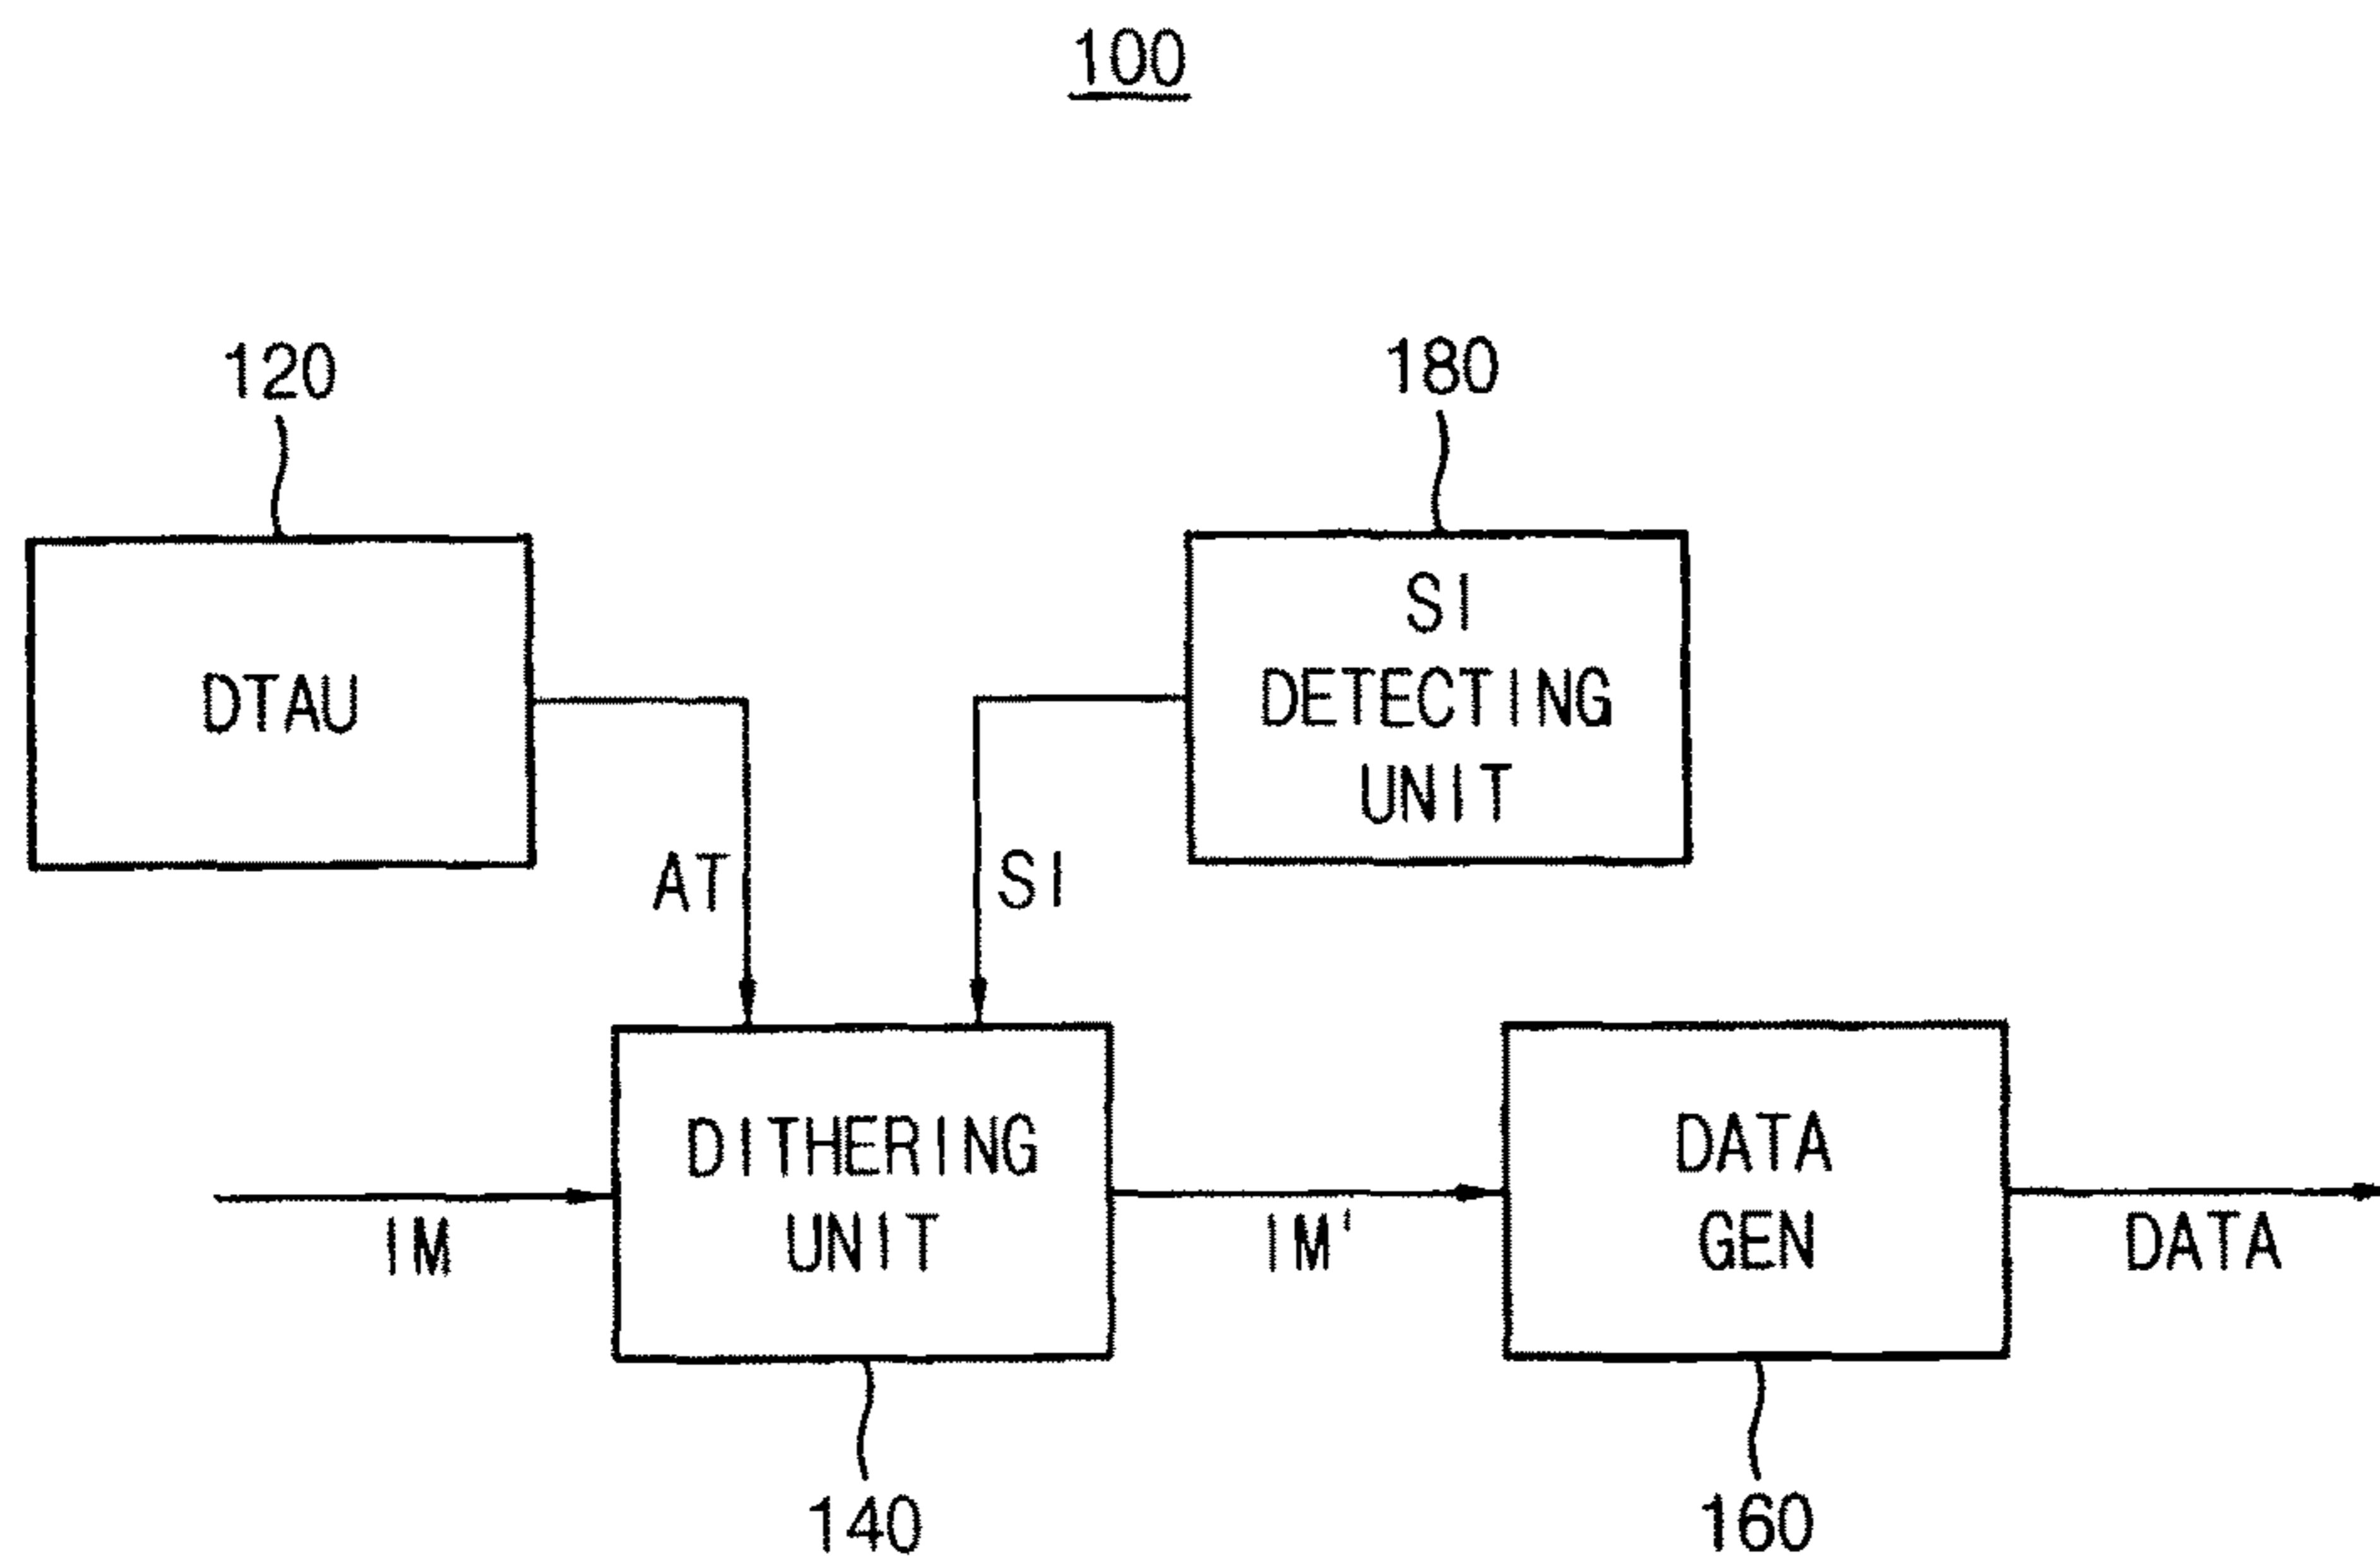 100
120
180
DTAU
SI
DETECTING
UNIT
AT
SI
DITHERING
UNIT
DATA
GEN
IM
IM'
DATA
140
160